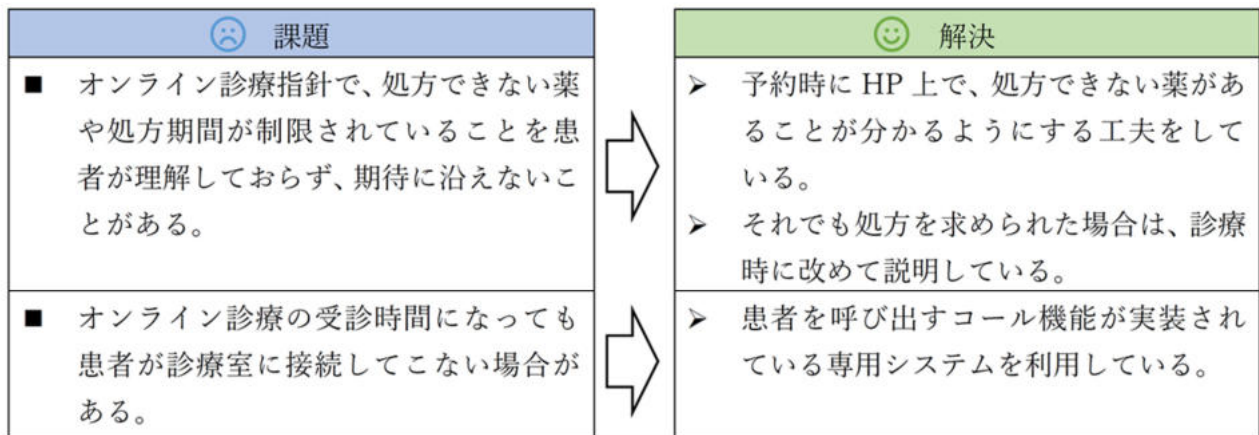 課題
■ オンライン診療指針で、処方できない薬
や処方期間が制限されていることを患
者が理解しておらず、期待に沿えないこ
とがある。
解決
➢ 予約時に HP 上で、処方できない薬があ
ることが分かるようにする工夫をして
いる。
➢ それでも処方を求められた場合は、診療
時に改めて説明している。
■ オンライン診療の受診時間になっても
患者が診療室に接続してこない場合が
ある。
➢ 患者を呼び出すコール機能が実装され
ている専用システムを利用している。